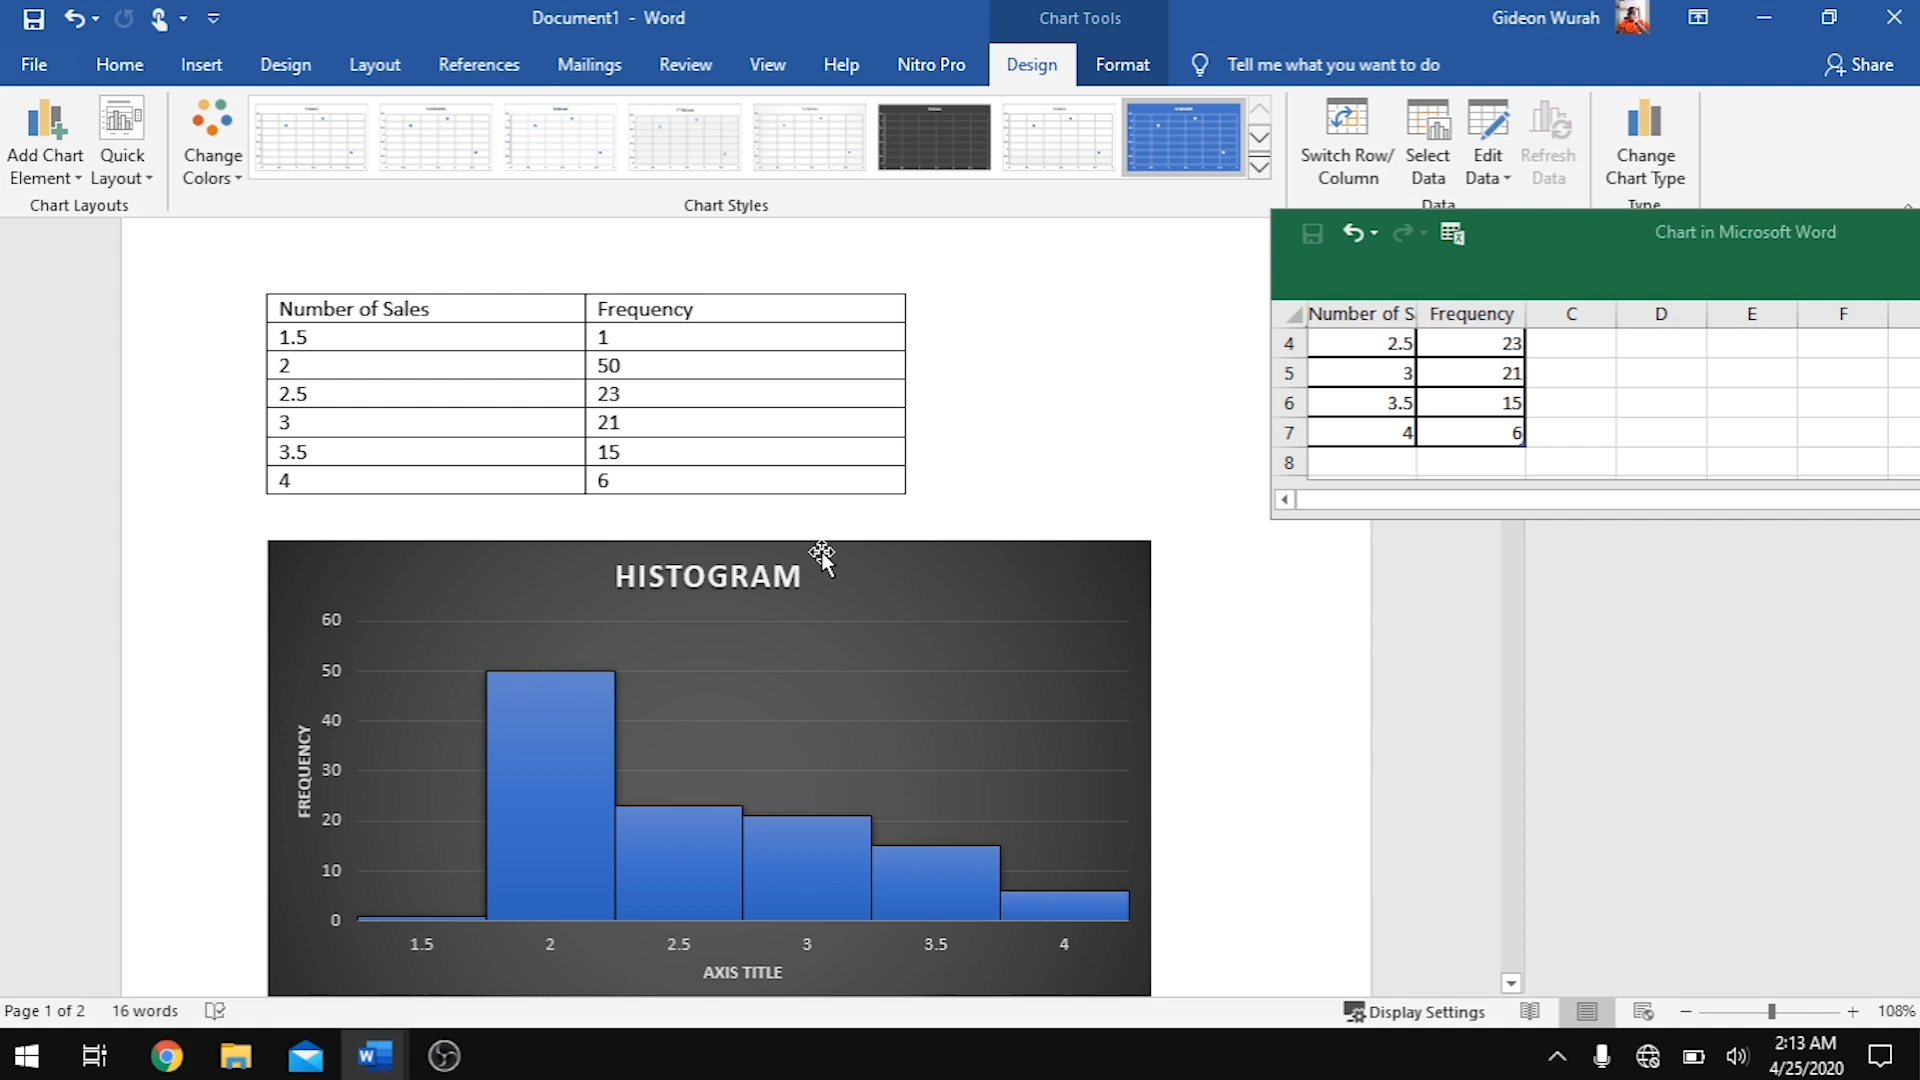 Document1 - Word
Chart Tools
Gideon Wurah
File Home Insert Design Layout References Mailings Review View Help Nitro Pro Design Format Tell me what you want to do Share
Add Chart Element
Quick Layout
Change Colors
Switch Row/ Column
Select Data
Edit Data
Refresh Data
Change Chart Type
Chart Layouts
Chart Styles
Data
Type
Chart in Microsoft Word
Number of S Frequency C D E F
4 2.5 23
5 3 21
6 3.5 15
7 4 6
8
Number of Sales Frequency
1.5 1
2 50
2.5 23
3 21
3.5 15
4 6
HISTOGRAM
60
50
40
30
20
10
0
FREQUENCY
1.5 2 2.5 3 3.5 4
AXIS TITLE
Page 1 of 2 16 words
Display Settings
108%
2:13 AM
4/25/2020